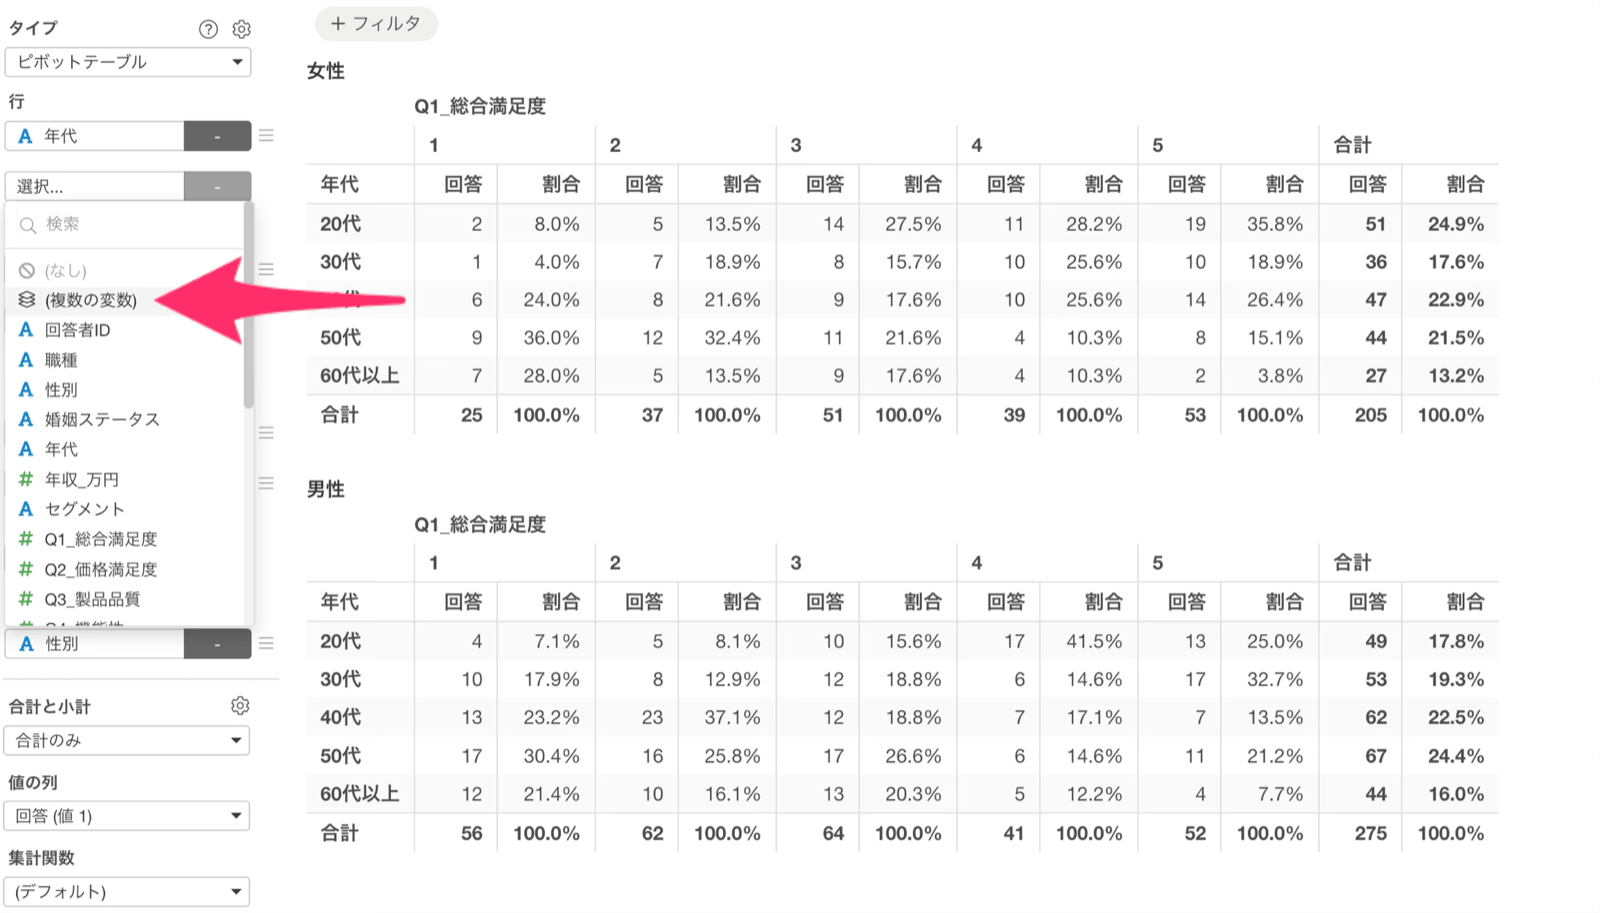 タイプ
ピボットテーブル
行
年代 -
選択... -
検索
(なし)
(複数の変数)
回答者ID
職種
性別
婚姻ステータス
年代
年収_万円
セグメント
Q1_総合満足度
Q2_価格満足度
Q3_製品品質
性別 -
合計と小計
合計のみ
値の列
回答 (値 1)
集計関数
(デフォルト)
+ フィルタ
女性
Q1_総合満足度
1 2 3 4 5 合計
年代 回答 割合 回答 割合 回答 割合 回答 割合 回答 割合 回答 割合
20代 2 8.0% 5 13.5% 14 27.5% 11 28.2% 19 35.8% 51 24.9%
30代 1 4.0% 7 18.9% 8 15.7% 10 25.6% 10 18.9% 36 17.6%
6 24.0% 8 21.6% 9 17.6% 10 25.6% 14 26.4% 47 22.9%
50代 9 36.0% 12 32.4% 11 21.6% 4 10.3% 8 15.1% 44 21.5%
60代以上 7 28.0% 5 13.5% 9 17.6% 4 10.3% 2 3.8% 27 13.2%
合計 25 100.0% 37 100.0% 51 100.0% 39 100.0% 53 100.0% 205 100.0%
男性
Q1_総合満足度
1 2 3 4 5 合計
年代 回答 割合 回答 割合 回答 割合 回答 割合 回答 割合 回答 割合
20代 4 7.1% 5 8.1% 10 15.6% 17 41.5% 13 25.0% 49 17.8%
30代 10 17.9% 8 12.9% 12 18.8% 6 14.6% 17 32.7% 53 19.3%
40代 13 23.2% 23 37.1% 12 18.8% 7 17.1% 7 13.5% 62 22.5%
50代 17 30.4% 16 25.8% 17 26.6% 6 14.6% 11 21.2% 67 24.4%
60代以上 12 21.4% 10 16.1% 13 20.3% 5 12.2% 4 7.7% 44 16.0%
合計 56 100.0% 62 100.0% 64 100.0% 41 100.0% 52 100.0% 275 100.0%